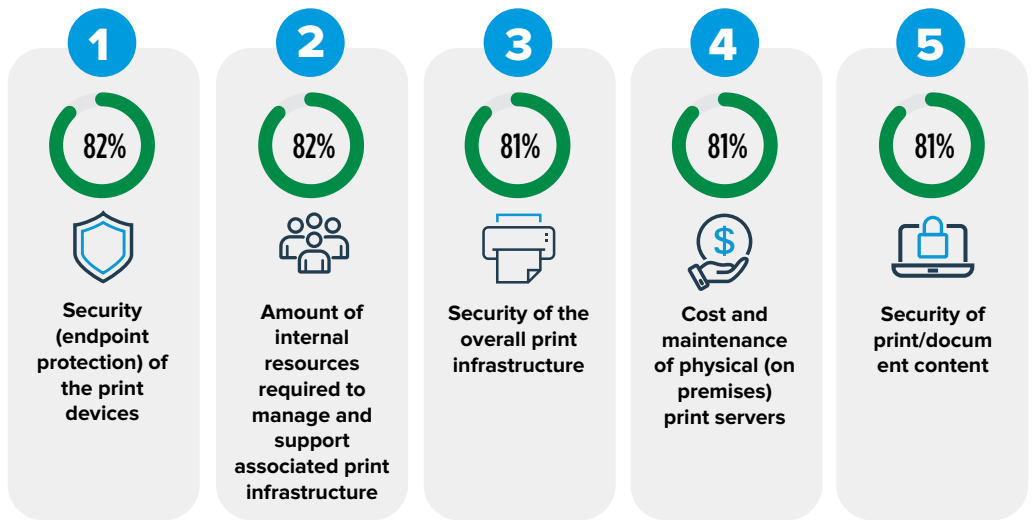 1
82%
Security
(endpoint
protection) of
the print
devices
2
82%
Amount of
internal
resources
required to
manage and
support
associated print
infrastructure
3
81%
Security of the
overall print
infrastructure
4
81%
$
Cost and
maintenance
of physical (on
premises)
print servers
5
81%
Security of
print/docum
ent content